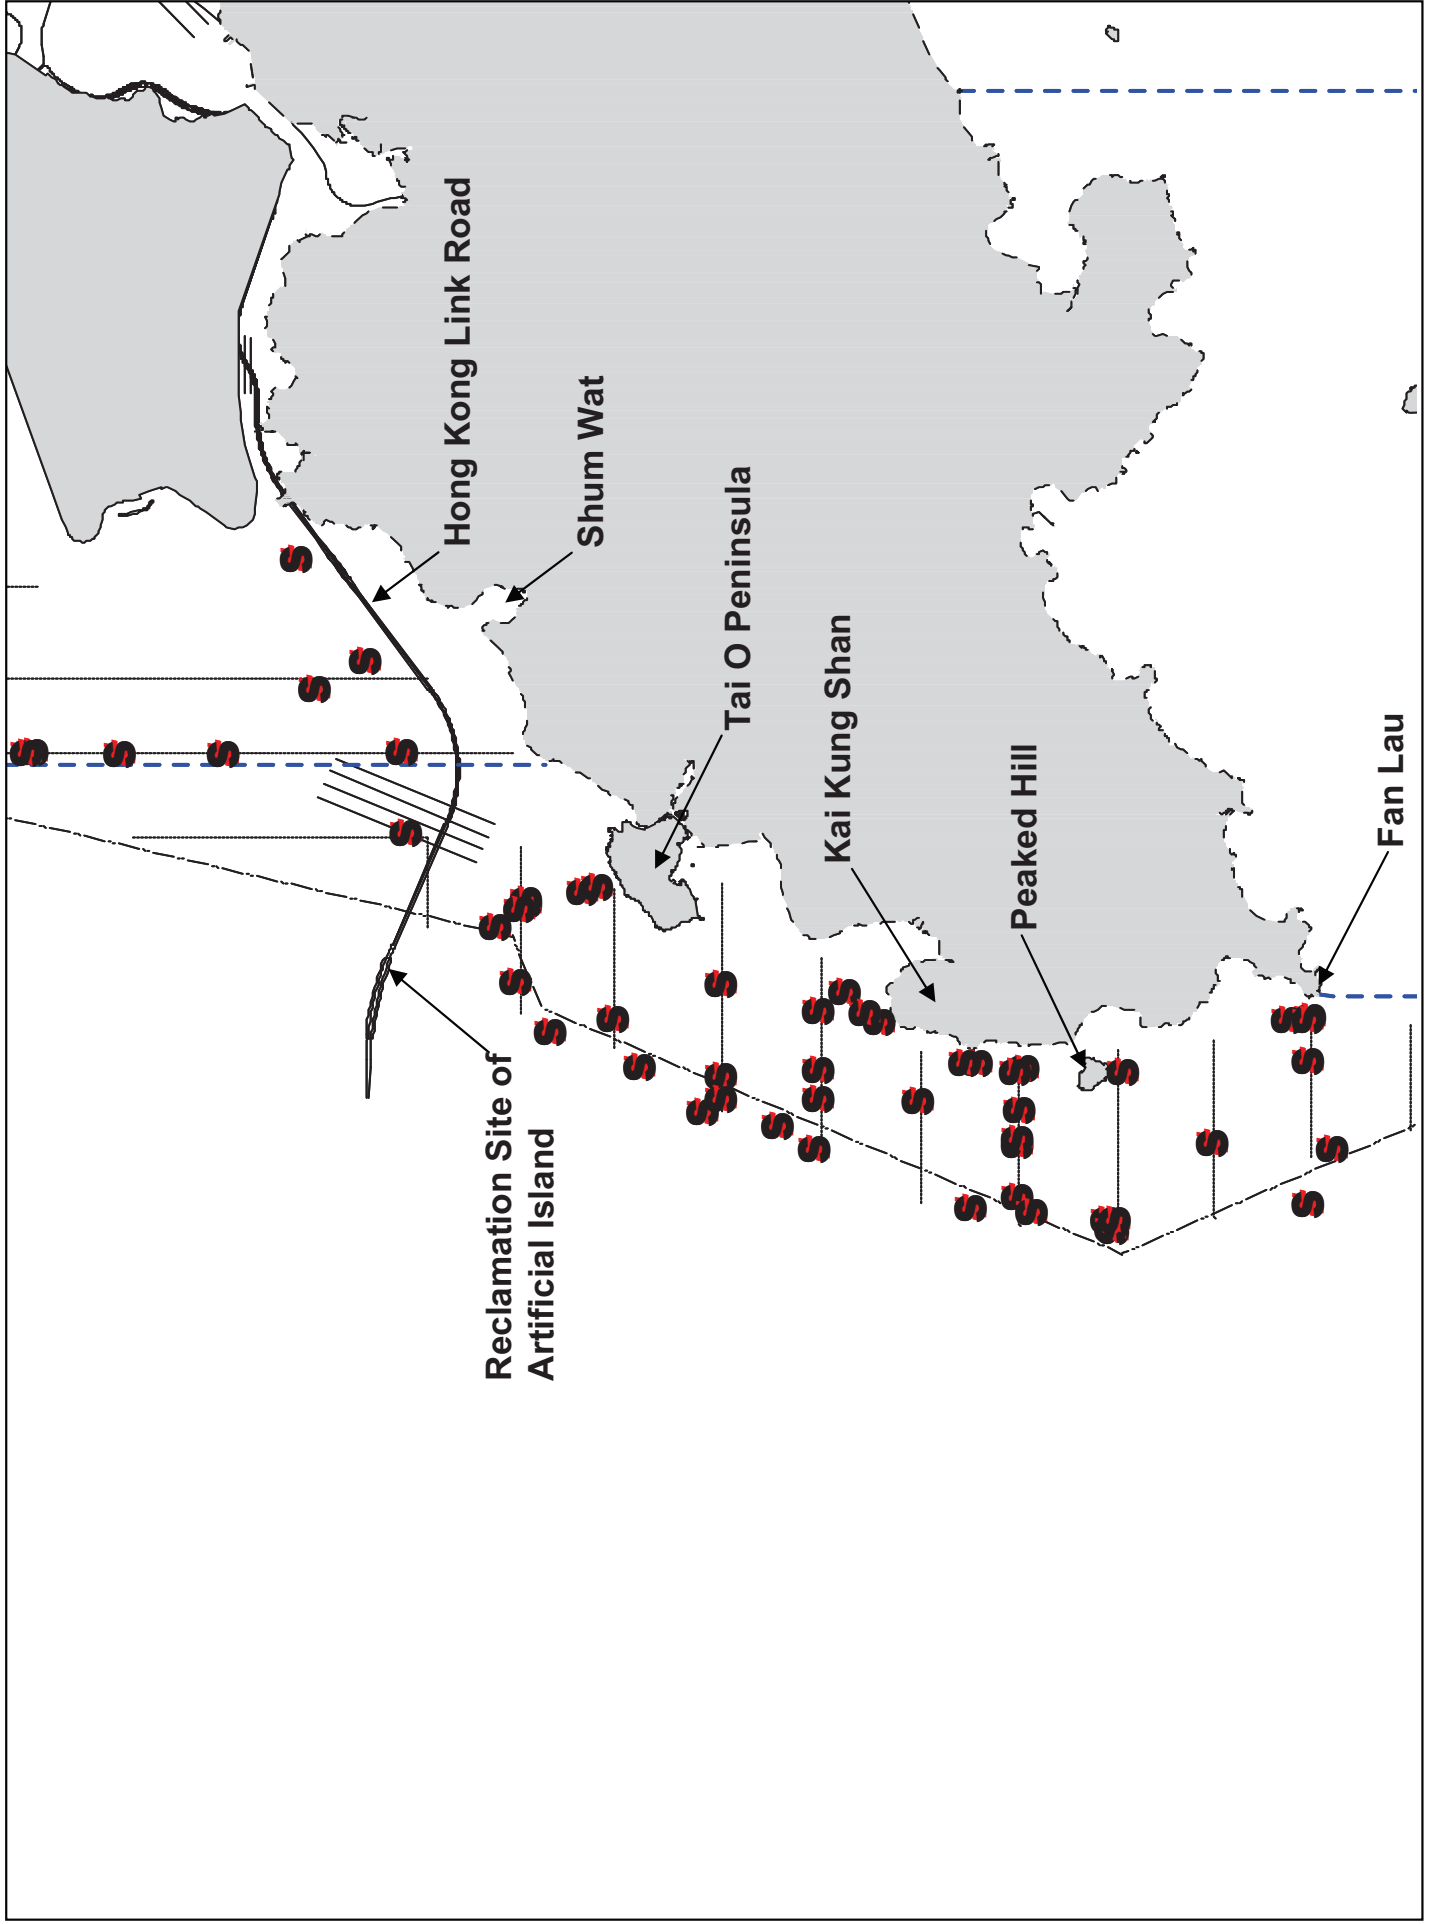 Hong Kong Link Road
Shum Wat
Tai O Peninsula
Kai Kung Shan
Peaked Hill
Fan Lau
Reclamation Site of
Artificial Island